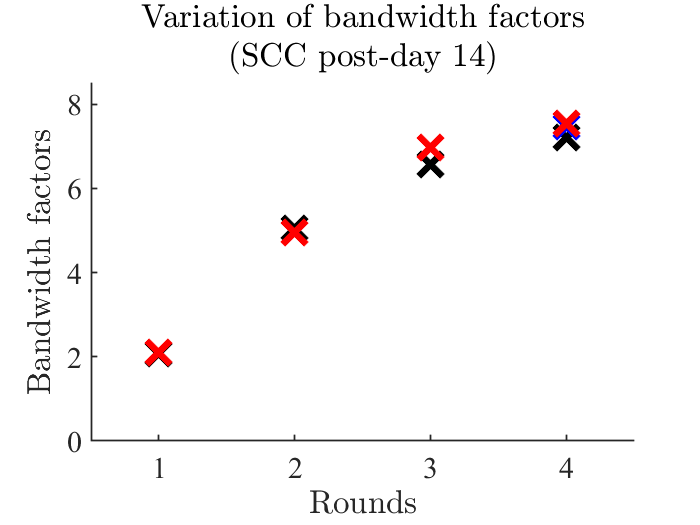 Variation of bandwidth factors
(SCC post-day 14)
8
6
4
2
0
Bandwidth factors
1 2 3 4
Rounds